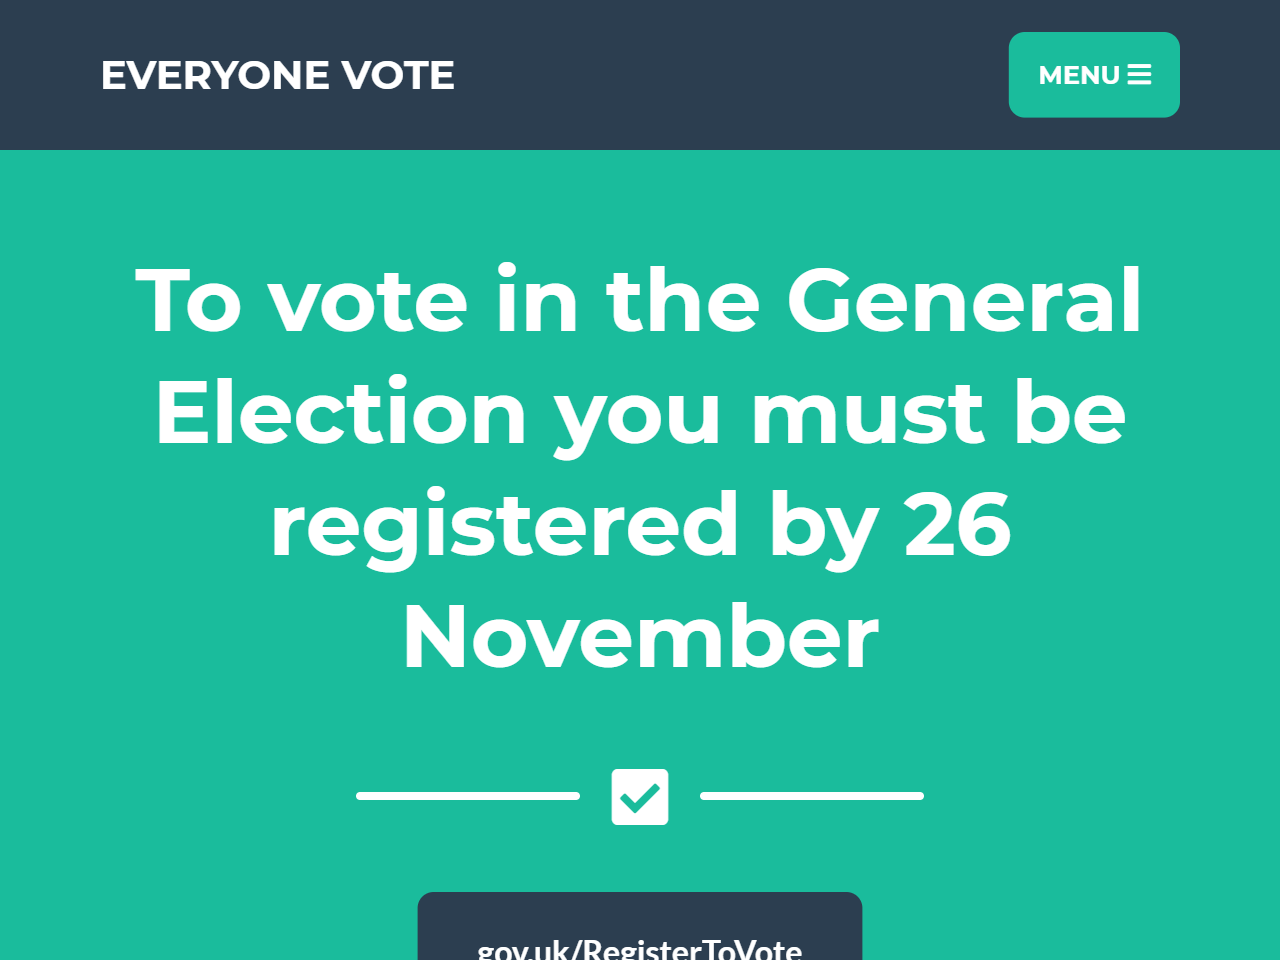 EVERYONE VOTE
MENU
To vote in the General
Election you must be
registered by 26
November
gov.uk/RegisterToVote